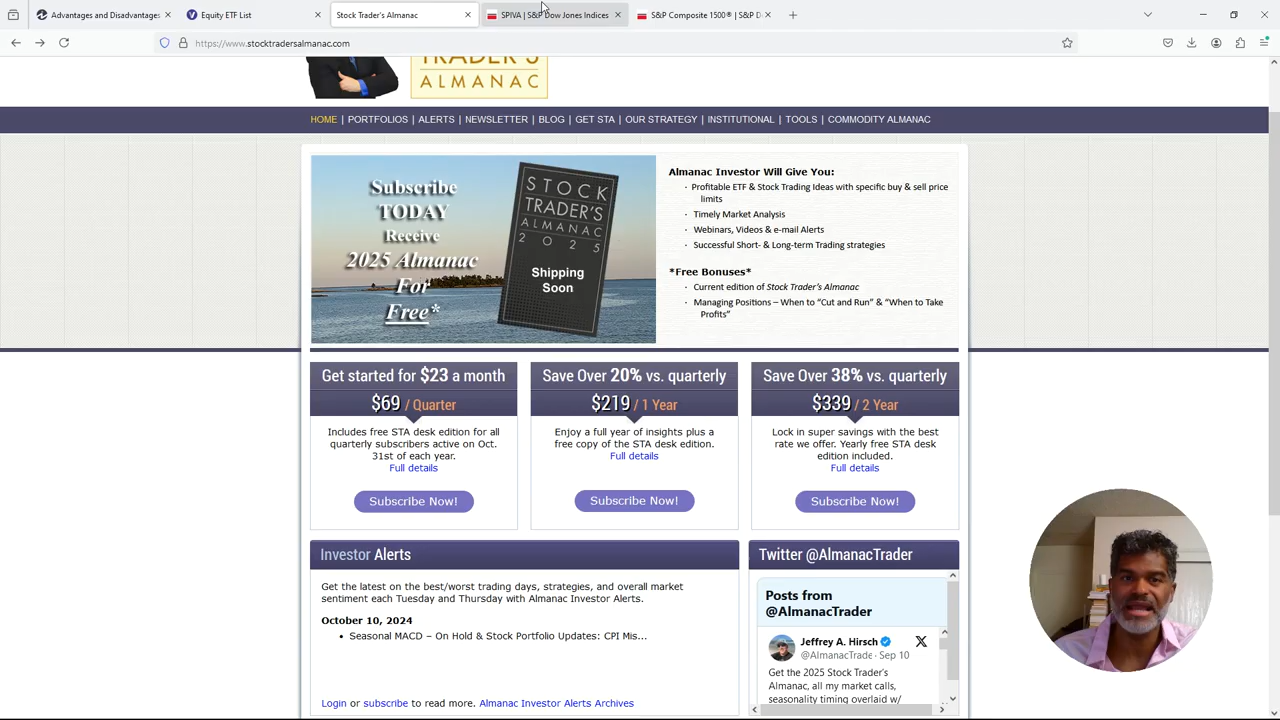 Advantages and Disadvantages
Equity ETF List
Stock Trader's Almanac
SPIVA | S&P Dow Jones Indices
S&P Composite 1500® | S&P D
https://www.stocktradersalmanac.com
TRADER'S
ALMANAC
HOME | PORTFOLIOS | ALERTS | NEWSLETTER | BLOG | GET STA | OUR STRATEGY | INSTITUTIONAL | TOOLS | COMMODITY ALMANAC
Subscribe
TODAY
Receive
2025 Almanac
For
Free*
STOCK
TRADER'S
ALMANAC
2025
Shipping
Soon
Almanac Investor Will Give You:
· Profitable ETF & Stock Trading Ideas with specific buy & sell price
limits
· Timely Market Analysis
· Webinars, Videos & e-mail Alerts
· Successful Short- & Long-term Trading strategies
*Free Bonuses*
· Current edition of Stock Trader's Almanac
· Managing Positions – When to “Cut and Run” & “When to Take
Profits”
Get started for $23 a month
$69 / Quarter
Includes free STA desk edition for all
quarterly subscribers active on Oct.
31st of each year.
Full details
Subscribe Now!
Save Over 20% vs. quarterly
$219 / 1 Year
Enjoy a full year of insights plus a
free copy of the STA desk edition.
Full details
Subscribe Now!
Save Over 38% vs. quarterly
$339 / 2 Year
Lock in super savings with the best
rate we offer. Yearly free STA desk
edition included.
Full details
Subscribe Now!
Investor Alerts
Get the latest on the best/worst trading days, strategies, and overall market
sentiment each Tuesday and Thursday with Almanac Investor Alerts.
October 10, 2024
• Seasonal MACD – On Hold & Stock Portfolio Updates: CPI Mis...
Login or subscribe to read more. Almanac Investor Alerts Archives
Twitter @AlmanacTrader
Posts from
@AlmanacTrader
Jeffrey A. Hirsch
@AlmanacTrade · Sep 10
Get the 2025 Stock Trader's
Almanac, all my market calls,
seasonality timing overlaid w/